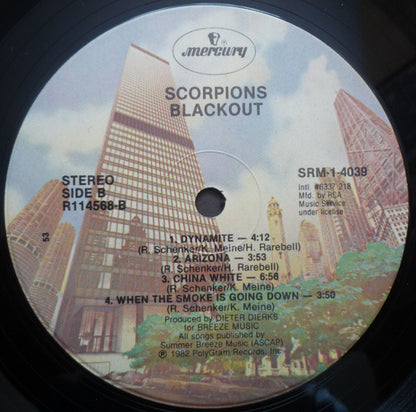 mercury
SCORPIONS
BLACKOUT
STEREO
SIDE B
R114568-B
SRM-1-4039
Intl #6337 218
Mfd. by RCA
Music Service
under license
53
1. DYNAMITE — 4:12
(R. Schenker/K. Meine/H. Rarebell)
2. ARIZONA — 3:53
(R. Schenker/H. Rarebell)
3. CHINA WHITE — 6:56
(R. Schenker/K. Meine)
4. WHEN THE SMOKE IS GOING DOWN — 3:50
(R. Schenker/K. Meine)
Produced by DIETER DIERKS
for BREEZE MUSIC
All songs published by
Summer Breeze Music (ASCAP)
℗ 1982 PolyGram Records, Inc.